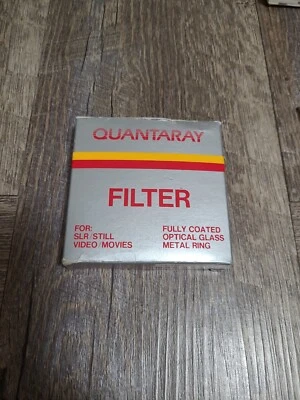 QUANTARAY
FILTER
FOR:
SLR/STILL
VIDEO/MOVIES
FULLY COATED
OPTICAL GLASS
METAL RING